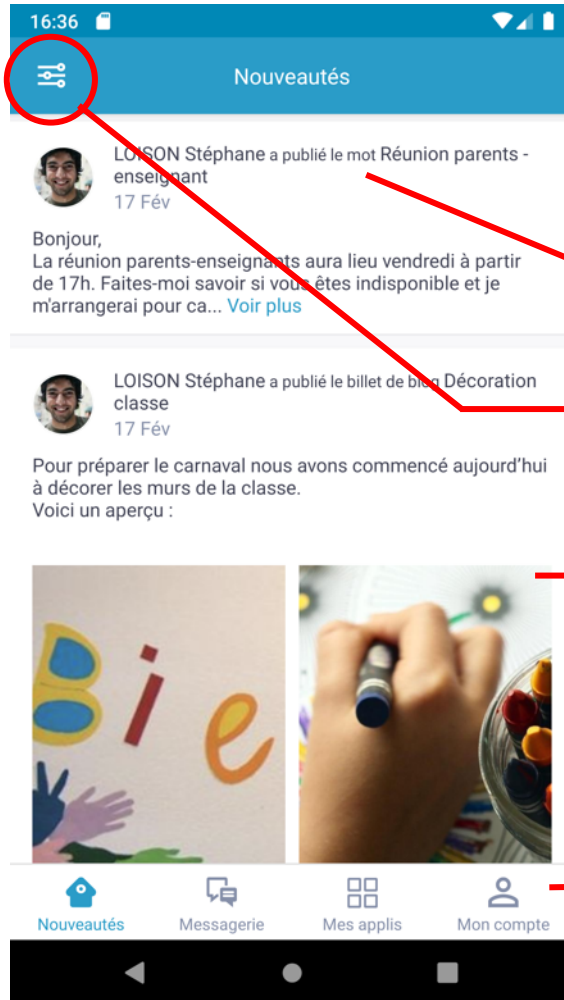 16:36
Nouveautés
LOISON Stéphane a publié le mot Réunion parents -
enseignant
17 Fév
Bonjour,
La réunion parents-enseignants aura lieu vendredi à partir
de 17h. Faites-moi savoir si vous êtes indisponible et je
m'arrangerai pour ca... Voir plus
LOISON Stéphane a publié le billet de blog Décoration
classe
17 Fév
Pour préparer le carnaval nous avons commencé aujourd'hui
à décorer les murs de la classe.
Voici un aperçu :
Bie
Nouveautés Messagerie Mes applis Mon compte